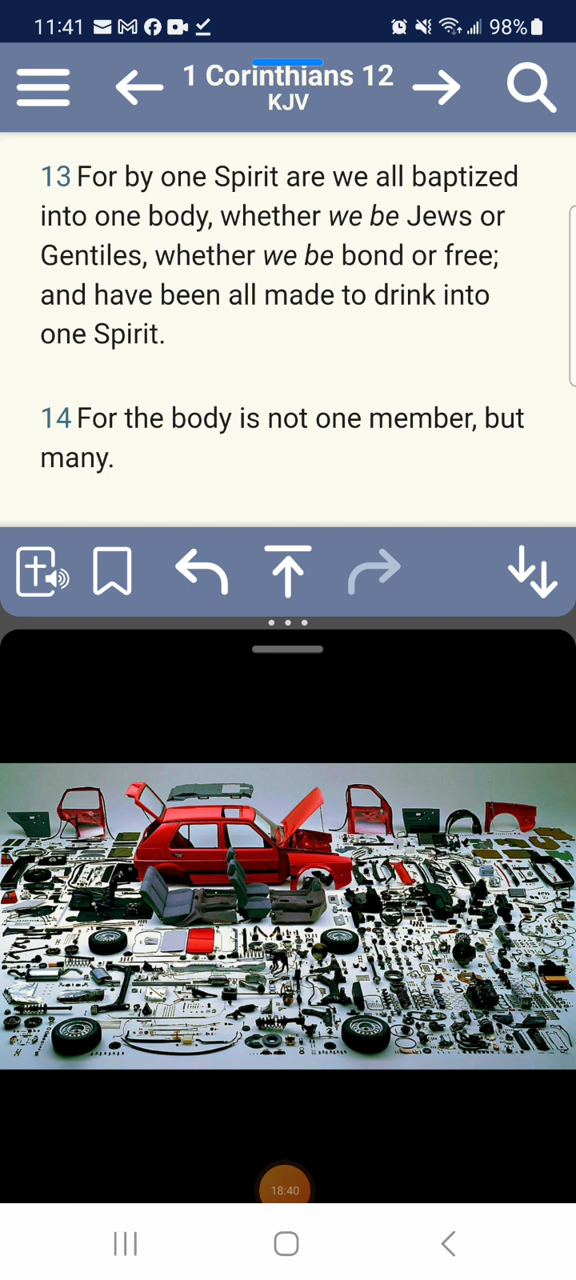 11:41
98%
1 Corinthians 12
KJV
13 For by one Spirit are we all baptized
into one body, whether we be Jews or
Gentiles, whether we be bond or free;
and have been all made to drink into
one Spirit.
14 For the body is not one member, but
many.
18:40